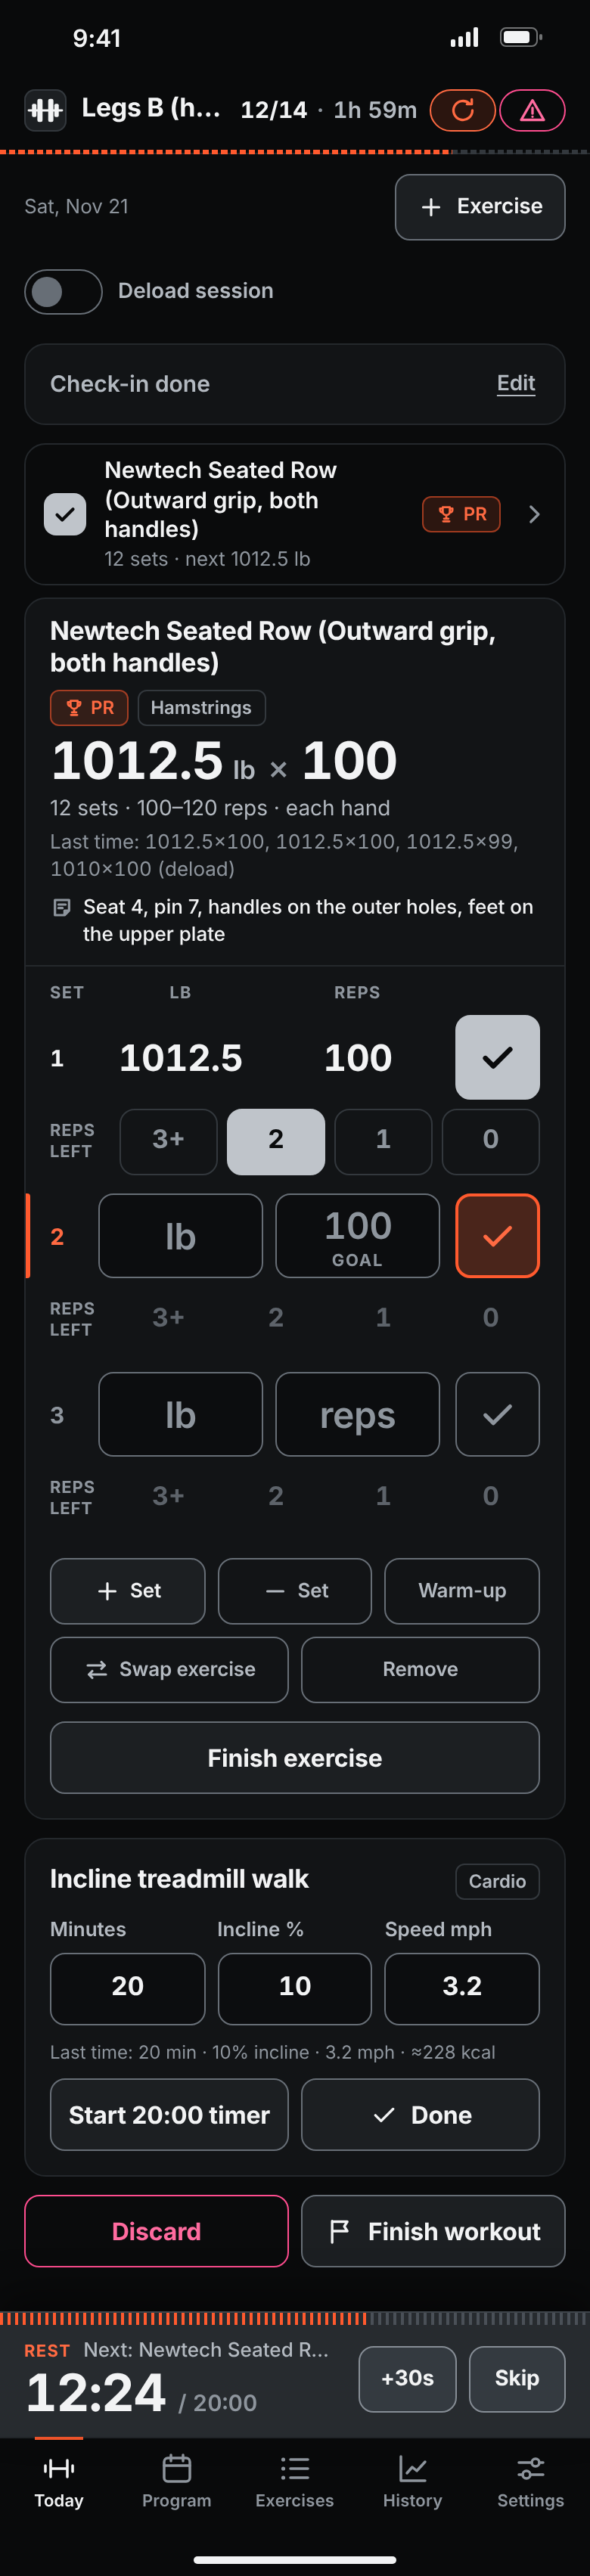 9:41
Legs B (h... 12/14 · 1h 59m
Sat, Nov 21
+ Exercise
Deload session
Check-in done Edit
Newtech Seated Row
(Outward grip, both
handles)
12 sets · next 1012.5 lb
PR
Newtech Seated Row (Outward grip,
both handles)
PR Hamstrings
1012.5 lb × 100
12 sets · 100–120 reps · each hand
Last time: 1012.5×100, 1012.5×100, 1012.5×99,
1010×100 (deload)
Seat 4, pin 7, handles on the outer holes, feet on
the upper plate
SET LB REPS
1 1012.5 100
REPS
LEFT
3+ 2 1 0
2 lb 100
GOAL
REPS
LEFT
3+ 2 1 0
3 lb reps
REPS
LEFT
3+ 2 1 0
+ Set − Set Warm-up
Swap exercise Remove
Finish exercise
Incline treadmill walk Cardio
Minutes Incline % Speed mph
20 10 3.2
Last time: 20 min · 10% incline · 3.2 mph · ≈228 kcal
Start 20:00 timer Done
Discard Finish workout
REST Next: Newtech Seated R...
12:24 / 20:00
+30s Skip
Today Program Exercises History Settings